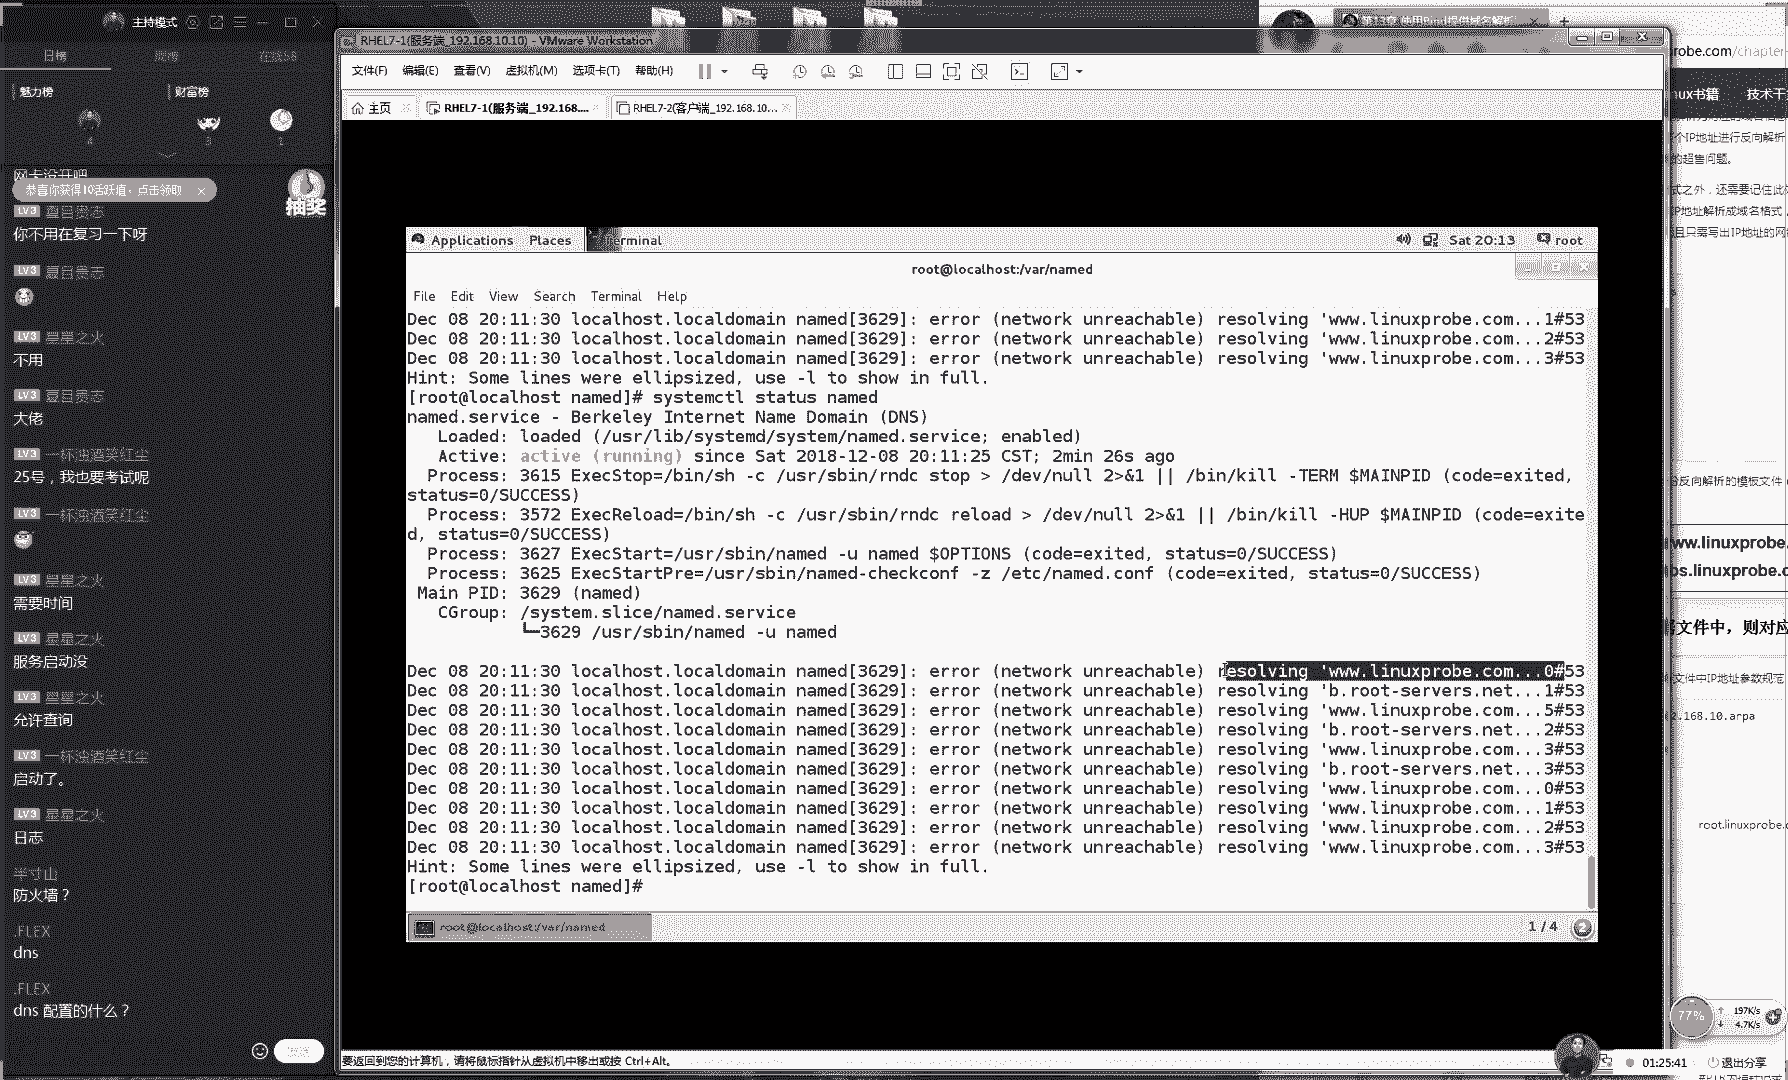 主持模式
日榜
在线58
魅力榜
财富榜
4
3
1
网卡没开吧
恭喜你获得10活跃值，点击领取
抽奖
LV3 夏目贵志
你不用在复习一下呀
LV3 夏目贵志
LV3 星星之火
不用
LV3 夏目贵志
大佬
LV3 一杯浊酒笑红尘
25号，我也要考试呢
LV3 一杯浊酒笑红尘
LV3 星星之火
需要时间
LV3 星星之火
服务启动没
LV3 星星之火
允许查询
LV3 一杯浊酒笑红尘
启动了。
LV3 星星之火
日志
半寸山
防火墙？
.FLEX
dns
.FLEX
dns 配置的什么？
RHEL7-1(服务端_192.168.10.10) - VMware Workstation
文件(F) 编辑(E) 查看(V) 虚拟机(M) 选项卡(T) 帮助(H)
主页 RHEL7-1(服务端_192.168.... RHEL7-2(客户端_192.168.10...
Applications Places Terminal Sat 20:13 root
root@localhost:/var/named
File Edit View Search Terminal Help
Dec 08 20:11:30 localhost.localdomain named[3629]: error (network unreachable) resolving 'www.linuxprobe.com...1#53
Dec 08 20:11:30 localhost.localdomain named[3629]: error (network unreachable) resolving 'www.linuxprobe.com...2#53
Dec 08 20:11:30 localhost.localdomain named[3629]: error (network unreachable) resolving 'www.linuxprobe.com...3#53
Hint: Some lines were ellipsized, use -l to show in full.
[root@localhost named]# systemctl status named
named.service - Berkeley Internet Name Domain (DNS)
Loaded: loaded (/usr/lib/systemd/system/named.service; enabled)
Active: active (running) since Sat 2018-12-08 20:11:25 CST; 2min 26s ago
Process: 3615 ExecStop=/bin/sh -c /usr/sbin/rndc stop > /dev/null 2>&1 || /bin/kill -TERM $MAINPID (code=exited,
status=0/SUCCESS)
Process: 3572 ExecReload=/bin/sh -c /usr/sbin/rndc reload > /dev/null 2>&1 || /bin/kill -HUP $MAINPID (code=exite
d, status=0/SUCCESS)
Process: 3627 ExecStart=/usr/sbin/named -u named $OPTIONS (code=exited, status=0/SUCCESS)
Process: 3625 ExecStartPre=/usr/sbin/named-checkconf -z /etc/named.conf (code=exited, status=0/SUCCESS)
Main PID: 3629 (named)
CGroup: /system.slice/named.service
└─3629 /usr/sbin/named -u named
Dec 08 20:11:30 localhost.localdomain named[3629]: error (network unreachable) resolving 'www.linuxprobe.com...0#53
Dec 08 20:11:30 localhost.localdomain named[3629]: error (network unreachable) resolving 'b.root-servers.net...1#53
Dec 08 20:11:30 localhost.localdomain named[3629]: error (network unreachable) resolving 'www.linuxprobe.com...5#53
Dec 08 20:11:30 localhost.localdomain named[3629]: error (network unreachable) resolving 'b.root-servers.net...2#53
Dec 08 20:11:30 localhost.localdomain named[3629]: error (network unreachable) resolving 'www.linuxprobe.com...3#53
Dec 08 20:11:30 localhost.localdomain named[3629]: error (network unreachable) resolving 'b.root-servers.net...3#53
Dec 08 20:11:30 localhost.localdomain named[3629]: error (network unreachable) resolving 'www.linuxprobe.com...0#53
Dec 08 20:11:30 localhost.localdomain named[3629]: error (network unreachable) resolving 'www.linuxprobe.com...1#53
Dec 08 20:11:30 localhost.localdomain named[3629]: error (network unreachable) resolving 'www.linuxprobe.com...2#53
Dec 08 20:11:30 localhost.localdomain named[3629]: error (network unreachable) resolving 'www.linuxprobe.com...3#53
Hint: Some lines were ellipsized, use -l to show in full.
[root@localhost named]#
root@localhost:/var/named 1 / 4 2
要返回到您的计算机，请将鼠标指针从虚拟机中移出或按 Ctrl+Alt。
第13章 使用Bind提供域名解析
robe.com/chapter
nux书籍 技术干
个IP地址进行反向解析
的超售问题。
式之外，还需要记住此
IP地址解析成域名格式，
且只需写出IP地址的网
分反向解析的模板文件
ww.linuxprobe.
bs.linuxprobe.c
文件中，则对应
文件中IP地址参数规范
2.168.10.arpa
root.linuxprobe.
77% 197K/s
4.7K/s
01:25:41 退出分享